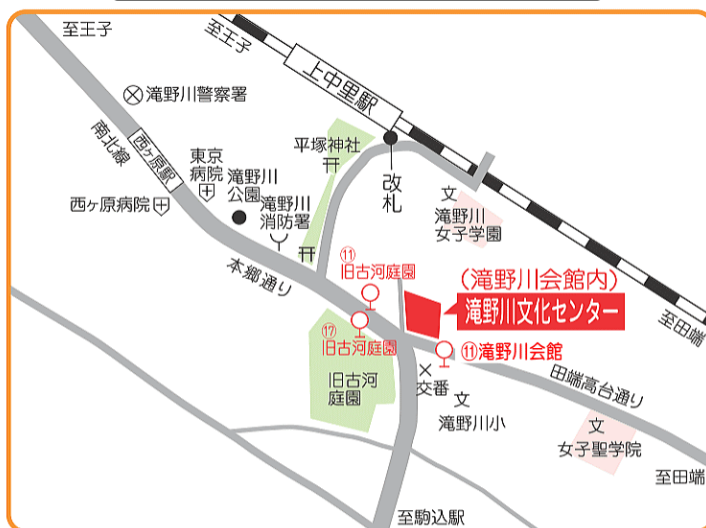 至王子
至王子
上中里駅
滝野川警察署
南北線
西ヶ原駅
平塚神社
改札
東京
病院
滝野川
公園
文
滝野川
女子学園
西ヶ原病院
滝野川
消防署
本郷通り
⑪
旧古河庭園
(滝野川会館内)
滝野川文化センター
至田端
⑰
旧古河庭園
⑪滝野川会館
旧古河
庭園
交番
田端高台通り
文
滝野川小
文
女子聖学院
至田端
至駒込駅